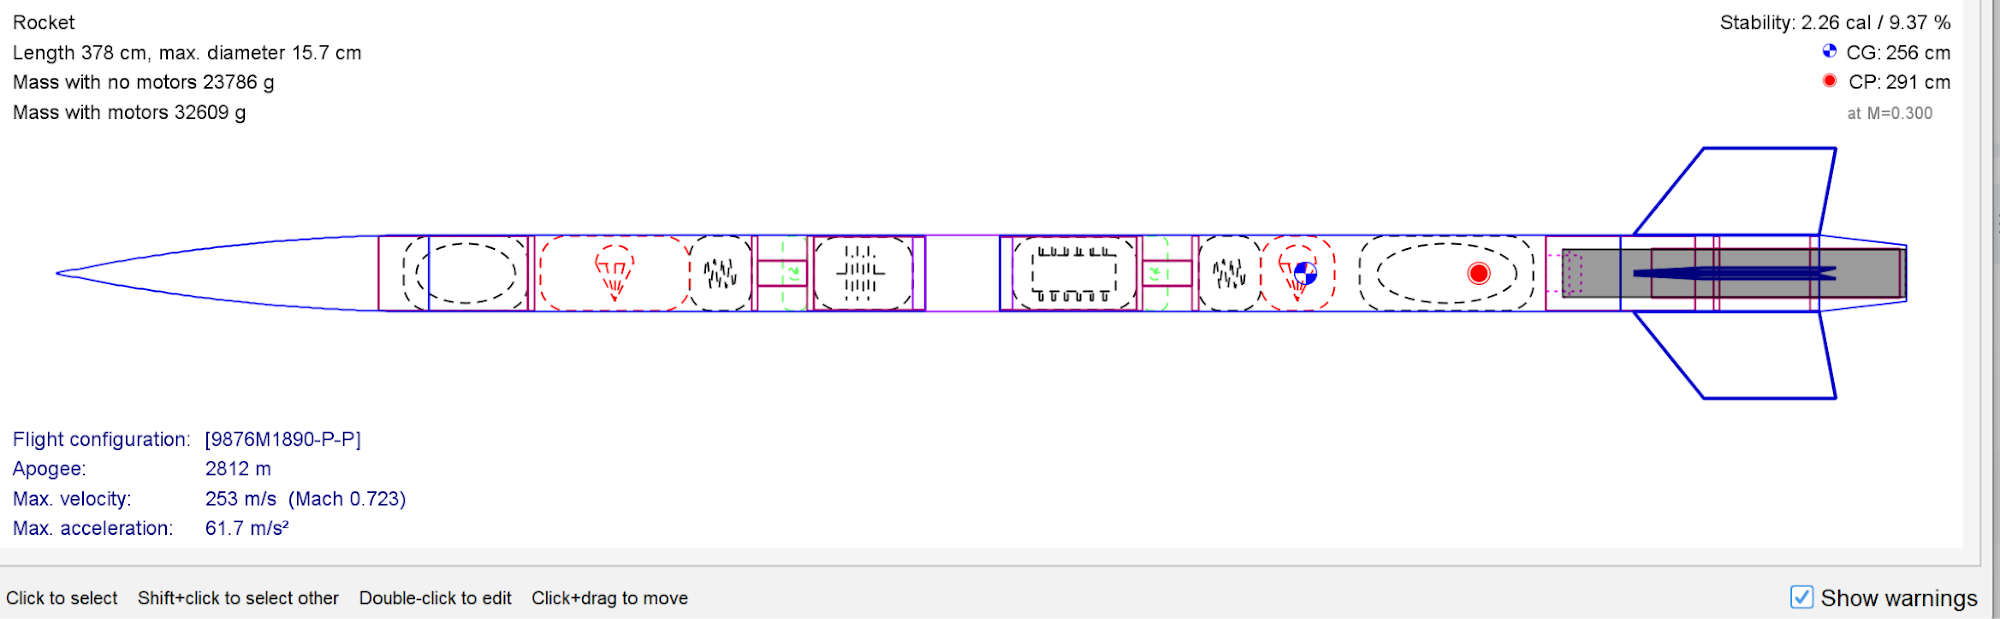 Rocket
Length 378 cm, max. diameter 15.7 cm
Mass with no motors 23786 g
Mass with motors 32609 g
Stability: 2.26 cal / 9.37 %
CG: 256 cm
CP: 291 cm
at M=0.300
Flight configuration: [9876M1890-P-P]
Apogee: 2812 m
Max. velocity: 253 m/s (Mach 0.723)
Max. acceleration: 61.7 m/s²
Click to select Shift+click to select other Double-click to edit Click+drag to move
Show warnings